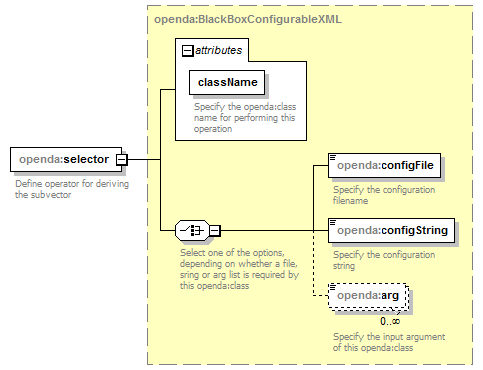 openda:BlackBoxConfigurableXML
attributes
className
Specify the openda:class
name for performing this
operation
openda:selector
Define operator for deriving
the subvector
Select one of the options,
depending on whether a file,
sring or arg list is required by
this openda:class
openda:configFile
Specify the configuration
filename
openda:configString
Specify the configuration
string
openda:arg
0..∞
Specify the input argument
of this openda:class